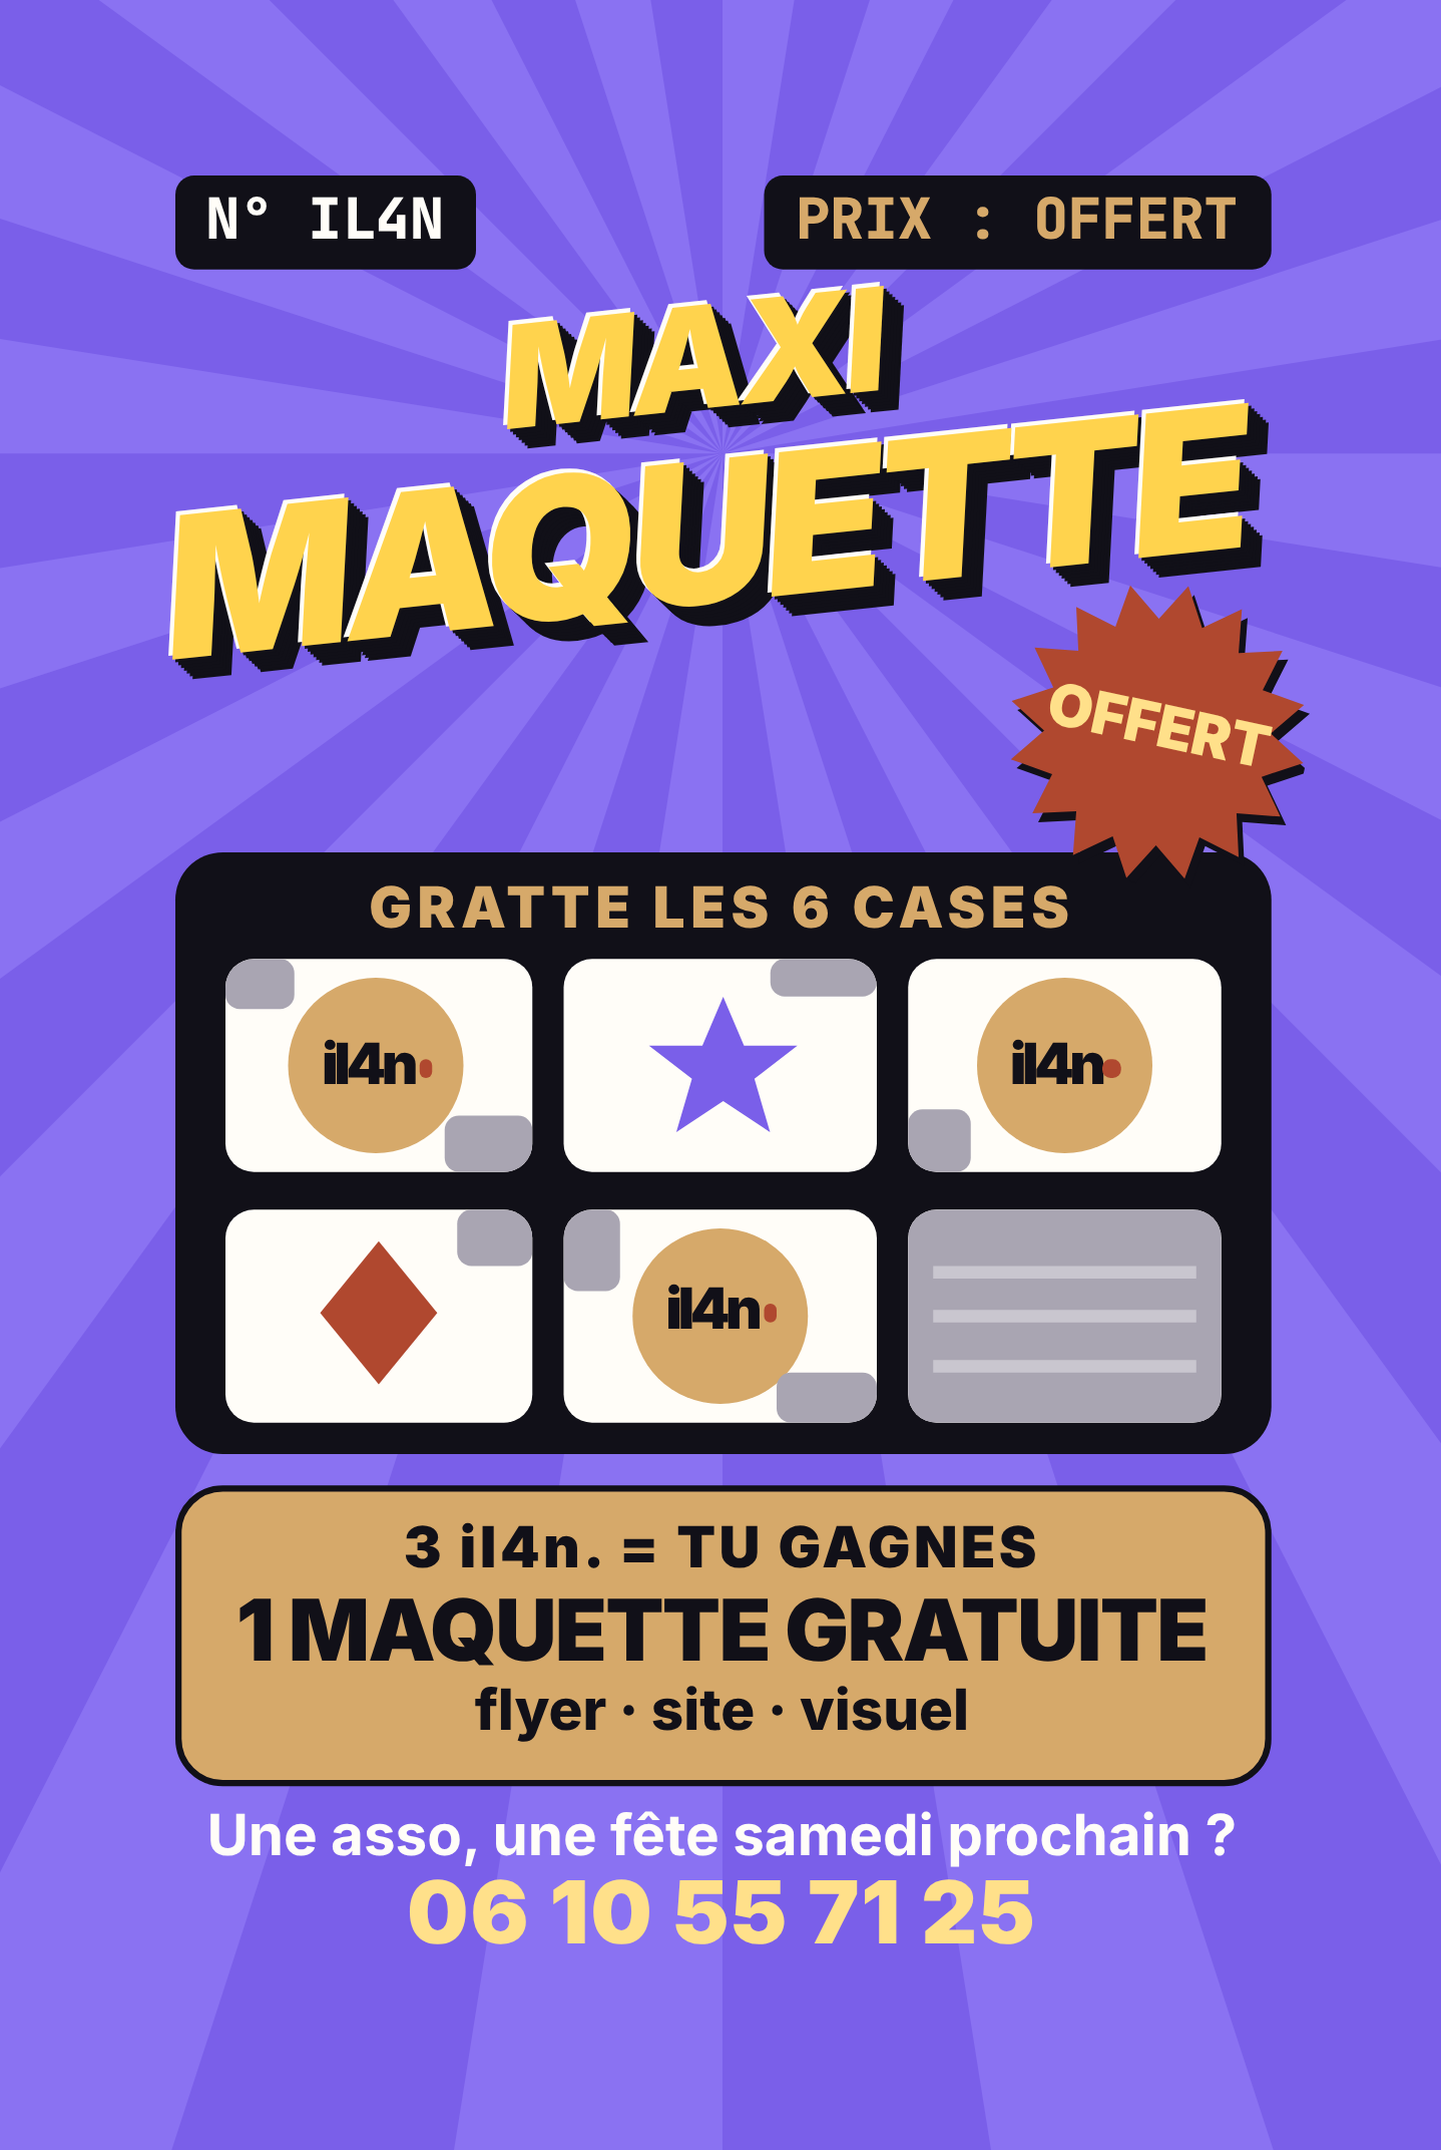 N° IL4N
PRIX : OFFERT
MAXI
MAQUETTE
OFFERT
GRATTE LES 6 CASES
il4n.
il4n.
il4n.
3 il4n. = TU GAGNES
1 MAQUETTE GRATUITE
flyer · site · visuel
Une asso, une fête samedi prochain ?
06 10 55 71 25